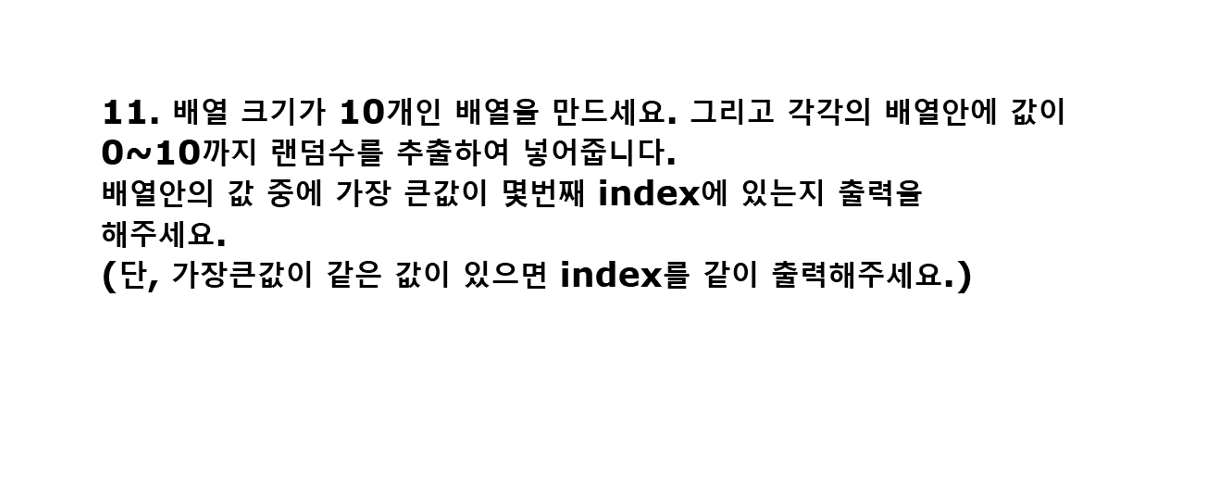 11. 배열 크기가 10개인 배열을 만드세요. 그리고 각각의 배열안에 값이
0~10까지 랜덤수를 추출하여 넣어줍니다.
배열안의 값 중에 가장 큰값이 몇번째 index에 있는지 출력을
해주세요.
(단, 가장큰값이 같은 값이 있으면 index를 같이 출력해주세요.)